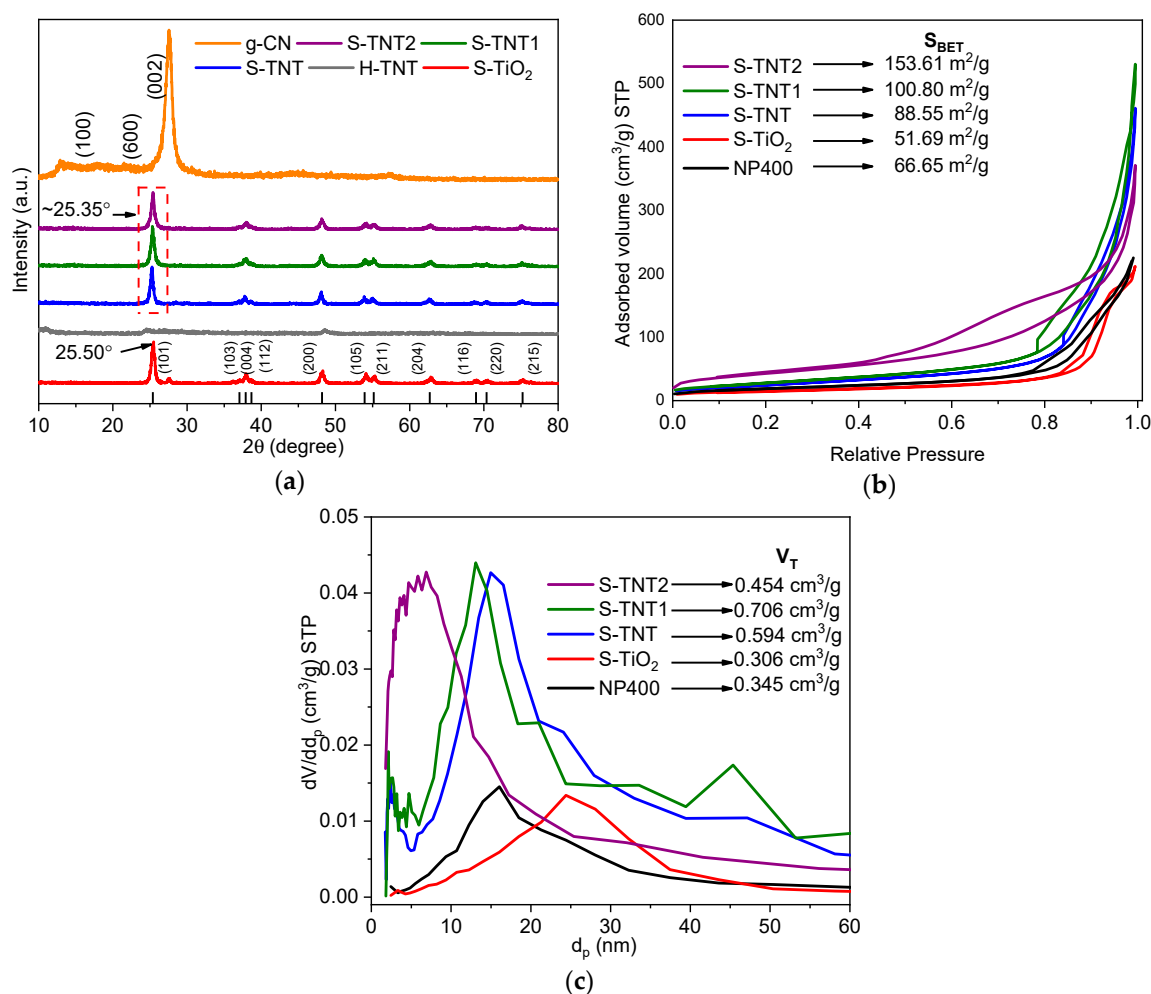 g-CN S-TNT2 S-TNT1
S-TNT H-TNT S-TiO₂
(100)
(600)
(002)
~25.35°
25.50°
(101)
(103)
(004)
(112)
(200)
(105)
(211)
(204)
(116)
(220)
(215)
Intensity (a.u.)
10 20 30 40 50 60 70 80
2θ (degree)
(a)
600
500
400
300
200
100
0
Adsorbed volume (cm³/g) STP
S_BET
S-TNT2 153.61 m²/g
S-TNT1 100.80 m²/g
S-TNT 88.55 m²/g
S-TiO₂ 51.69 m²/g
NP400 66.65 m²/g
0.0 0.2 0.4 0.6 0.8 1.0
Relative Pressure
(b)
0.05
0.04
0.03
0.02
0.01
0.00
dV/dd_p (cm³/g) STP
V_T
S-TNT2 0.454 cm³/g
S-TNT1 0.706 cm³/g
S-TNT 0.594 cm³/g
S-TiO₂ 0.306 cm³/g
NP400 0.345 cm³/g
0 10 20 30 40 50 60
d_p (nm)
(c)